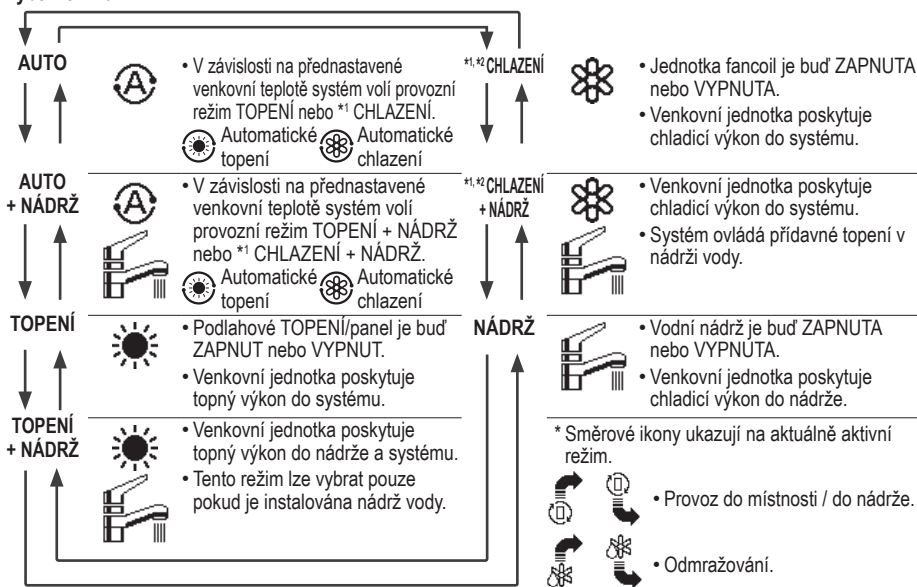 AUTO
• V závislosti na přednastavené
venkovní teplotě systém volí provozní
režim TOPENÍ nebo *1 CHLAZENÍ.
Automatické
topení
Automatické
chlazení
AUTO
+ NÁDRŽ
• V závislosti na přednastavené
venkovní teplotě systém volí
provozní režim TOPENÍ + NÁDRŽ
nebo *1 CHLAZENÍ + NÁDRŽ.
Automatické
topení
Automatické
chlazení
TOPENÍ
• Podlahové TOPENÍ/panel je buď
ZAPNUT nebo VYPNUT.
• Venkovní jednotka poskytuje
topný výkon do systému.
TOPENÍ
+ NÁDRŽ
• Venkovní jednotka poskytuje
topný výkon do nádrže a systému.
• Tento režim lze vybrat pouze
pokud je instalována nádrž vody.
*1, *2 CHLAZENÍ
• Jednotka fancoil je buď ZAPNUTA
nebo VYPNUTA.
• Venkovní jednotka poskytuje
chladicí výkon do systému.
*1, *2 CHLAZENÍ
+ NÁDRŽ
• Venkovní jednotka poskytuje
chladicí výkon do systému.
• Systém ovládá přídavné topení v
nádrži vody.
NÁDRŽ
• Vodní nádrž je buď ZAPNUTA
nebo VYPNUTA.
• Venkovní jednotka poskytuje
chladicí výkon do nádrže.
* Směrové ikony ukazují na aktuálně aktivní
režim.
• Provoz do místnosti / do nádrže.
• Odmražování.